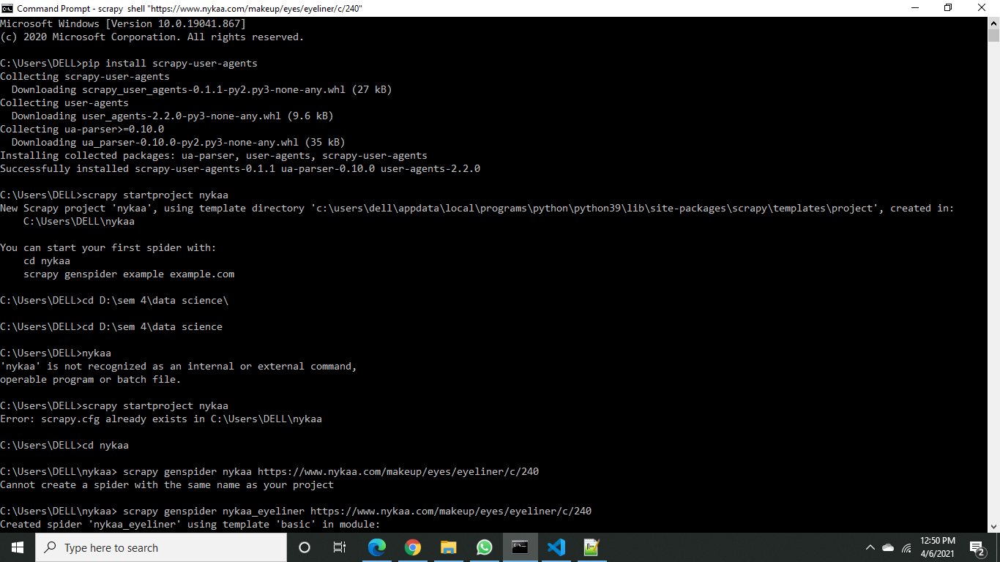 Command Prompt - scrapy  shell "https://www.nykaa.com/makeup/eyes/eyeliner/c/240"
Microsoft Windows [Version 10.0.19041.867]
(c) 2020 Microsoft Corporation. All rights reserved.
C:\Users\DELL>pip install scrapy-user-agents
Collecting scrapy-user-agents
  Downloading scrapy_user_agents-0.1.1-py2.py3-none-any.whl (27 kB)
Collecting user-agents
  Downloading user_agents-2.2.0-py3-none-any.whl (9.6 kB)
Collecting ua-parser>=0.10.0
  Downloading ua_parser-0.10.0-py2.py3-none-any.whl (35 kB)
Installing collected packages: ua-parser, user-agents, scrapy-user-agents
Successfully installed scrapy-user-agents-0.1.1 ua-parser-0.10.0 user-agents-2.2.0
C:\Users\DELL>scrapy startproject nykaa
New Scrapy project 'nykaa', using template directory 'c:\users\dell\appdata\local\programs\python\python39\lib\site-packages\scrapy\templates\project', created in:
    C:\Users\DELL\nykaa
You can start your first spider with:
    cd nykaa
    scrapy genspider example example.com
C:\Users\DELL>cd D:\sem 4\data science\
C:\Users\DELL>cd D:\sem 4\data science
C:\Users\DELL>nykaa
'nykaa' is not recognized as an internal or external command,
operable program or batch file.
C:\Users\DELL>scrapy startproject nykaa
Error: scrapy.cfg already exists in C:\Users\DELL\nykaa
C:\Users\DELL>cd nykaa
C:\Users\DELL\nykaa> scrapy genspider nykaa https://www.nykaa.com/makeup/eyes/eyeliner/c/240
Cannot create a spider with the same name as your project
C:\Users\DELL\nykaa> scrapy genspider nykaa_eyeliner https://www.nykaa.com/makeup/eyes/eyeliner/c/240
Created spider 'nykaa_eyeliner' using template 'basic' in module:
Type here to search
12:50 PM
4/6/2021
2